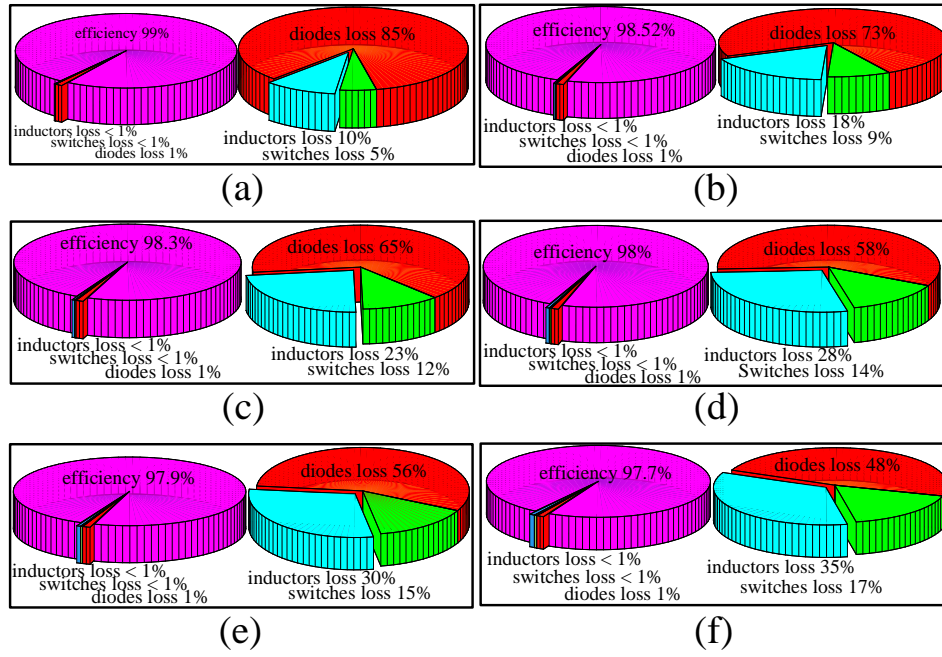 efficiency 99%
inductors loss < 1%
switches loss < 1%
diodes loss 1%
diodes loss 85%
inductors loss 10%
switches loss 5%
(a)
efficiency 98.52%
inductors loss < 1%
switches loss < 1%
diodes loss 1%
diodes loss 73%
inductors loss 18%
switches loss 9%
(b)
efficiency 98.3%
inductors loss < 1%
switches loss < 1%
diodes loss 1%
diodes loss 65%
inductors loss 23%
switches loss 12%
(c)
efficiency 98%
inductors loss < 1%
switches loss < 1%
diodes loss 1%
diodes loss 58%
inductors loss 28%
Switches loss 14%
(d)
efficiency 97.9%
inductors loss < 1%
switches loss < 1%
diodes loss 1%
diodes loss 56%
inductors loss 30%
switches loss 15%
(e)
efficiency 97.7%
inductors loss < 1%
switches loss < 1%
diodes loss 1%
diodes loss 48%
inductors loss 35%
switches loss 17%
(f)